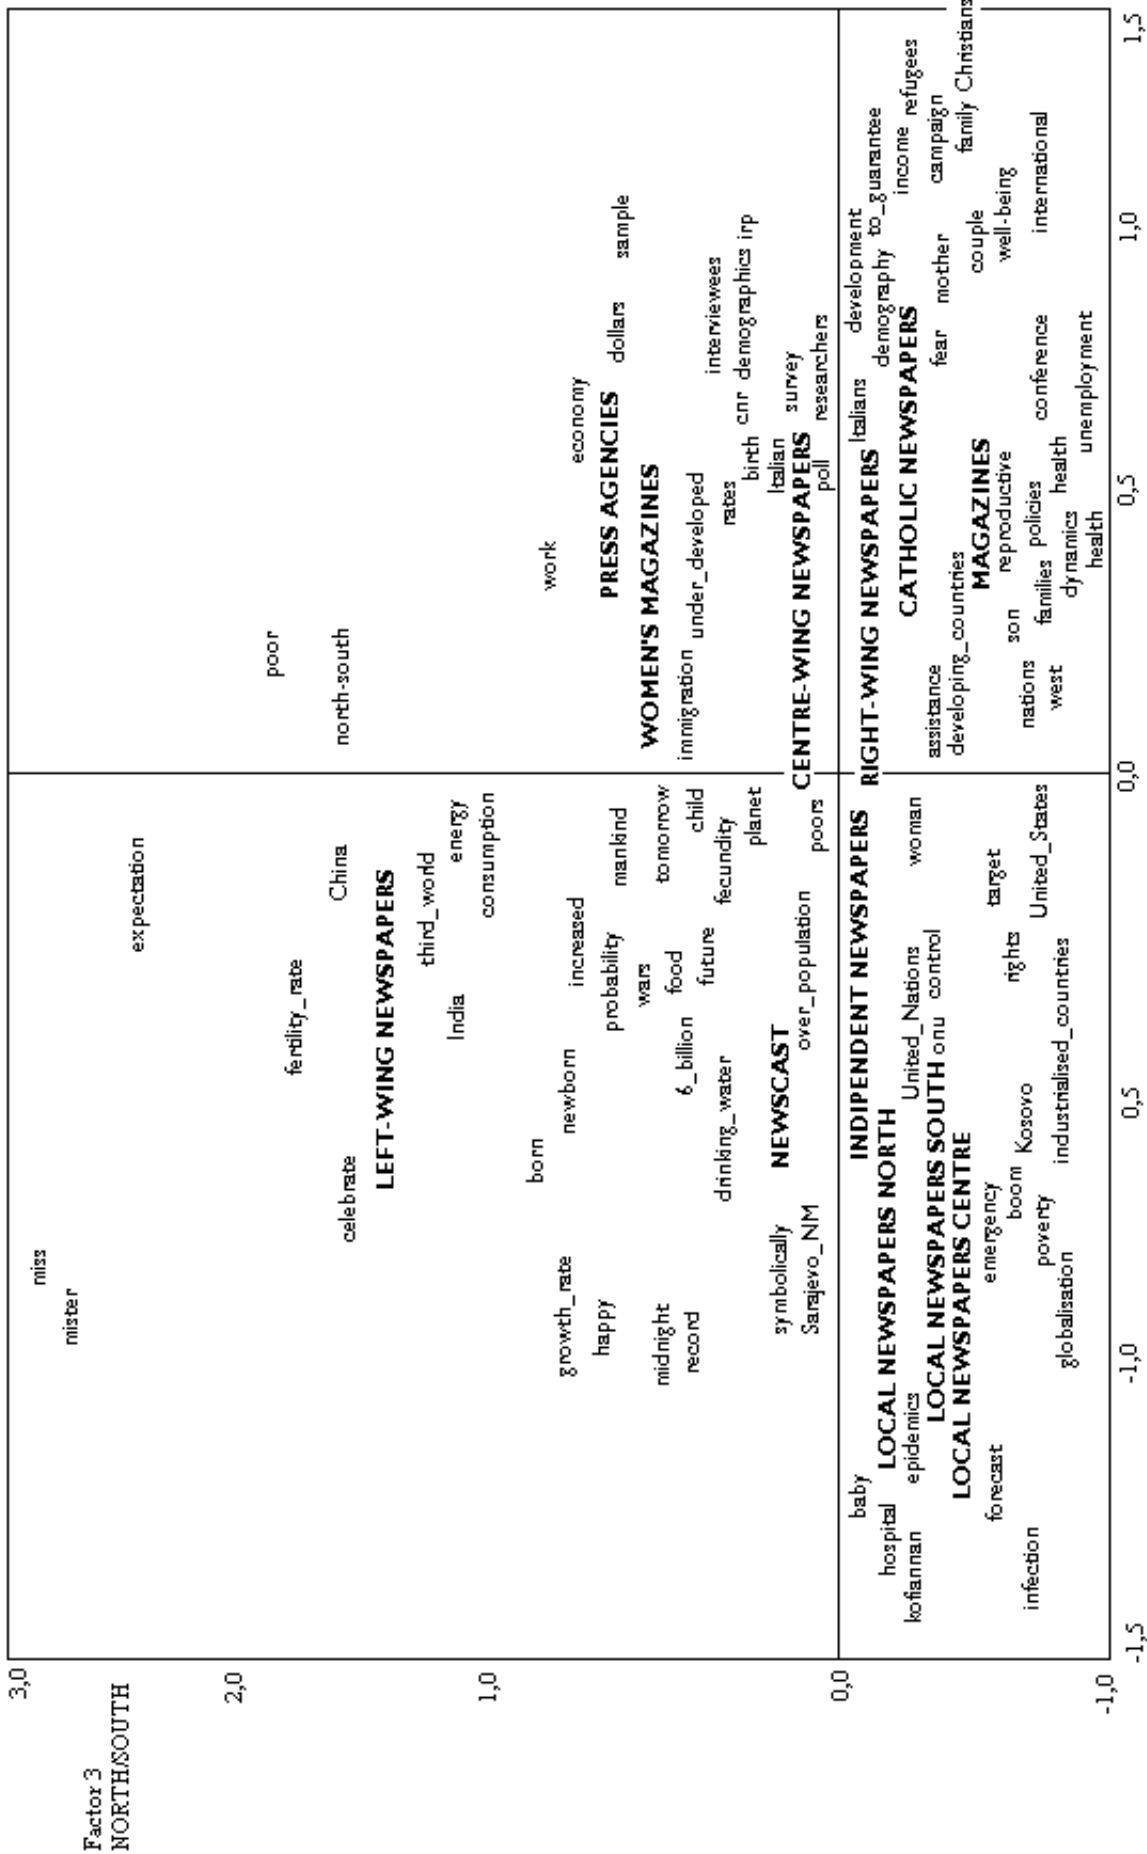 3,0
miss
mister
Factor 3
NORTH/SOUTH
expectation
2,0
poor
fertility_rate
celebrate
China
north-south
LEFT-WING NEWSPAPERS
third_world
India
energy
1,0
consumption
born
work
growth_rate
newborn
increased
economy
happy
probability
mankind
PRESS AGENCIES
dollars
sample
wars
WOMEN'S MAGAZINES
midnight
tomorrow
food
6_billion
immigration
record
child
under_developed
future
interviewees
drinking_water
fecundity
rates
planet
birth
cnr demographics irp
symbolically
NEWSCAST
Italian
survey
CENTRE-WING NEWSPAPERS
Sarajevo_NM
over_population
poors
poll
researchers
0,0
baby
INDIPENDENT NEWSPAPERS
Italians
development
RIGHT-WING NEWSPAPERS
hospital
LOCAL NEWSPAPERS NORTH
demography to_guarantee
income
kofiannan
epidemics
United_Nations
woman
CATHOLIC NEWSPAPERS
refugees
LOCAL NEWSPAPERS SOUTH onu control
assistance
fear
mother
campaign
LOCAL NEWSPAPERS CENTRE
developing_countries
family Christians
MAGAZINES
couple
forecast
emergency
target
reproductive
well-being
boom
rights
son
Kosovo
nations
policies
infection
poverty
United_States
families
conference
international
industrialised_countries
west
health
globalisation
dynamics
unemployment
health
-1,0
-1,5
-1,0
0,5
0,0
0,5
1,0
1,5